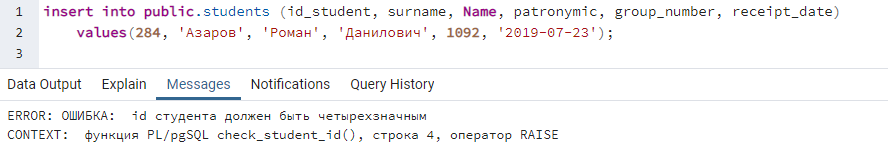 1 insert into public.students (id_student, surname, Name, patronymic, group_number, receipt_date)
2 values(284, 'Азаров', 'Роман', 'Данилович', 1092, '2019-07-23');
3
Data Output Explain Messages Notifications Query History
ERROR: ОШИБКА: id студента должен быть четырехзначным
CONTEXT: функция PL/pgSQL check_student_id(), строка 4, оператор RAISE